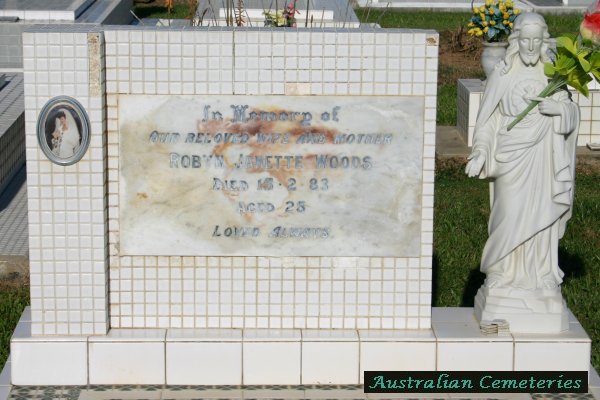 In Memory of
Our beloved wife and mother
Robyn Jenette Woods
Died 18 · 2 · 83
Aged 25
Loved Always.
Australian Cemeteries